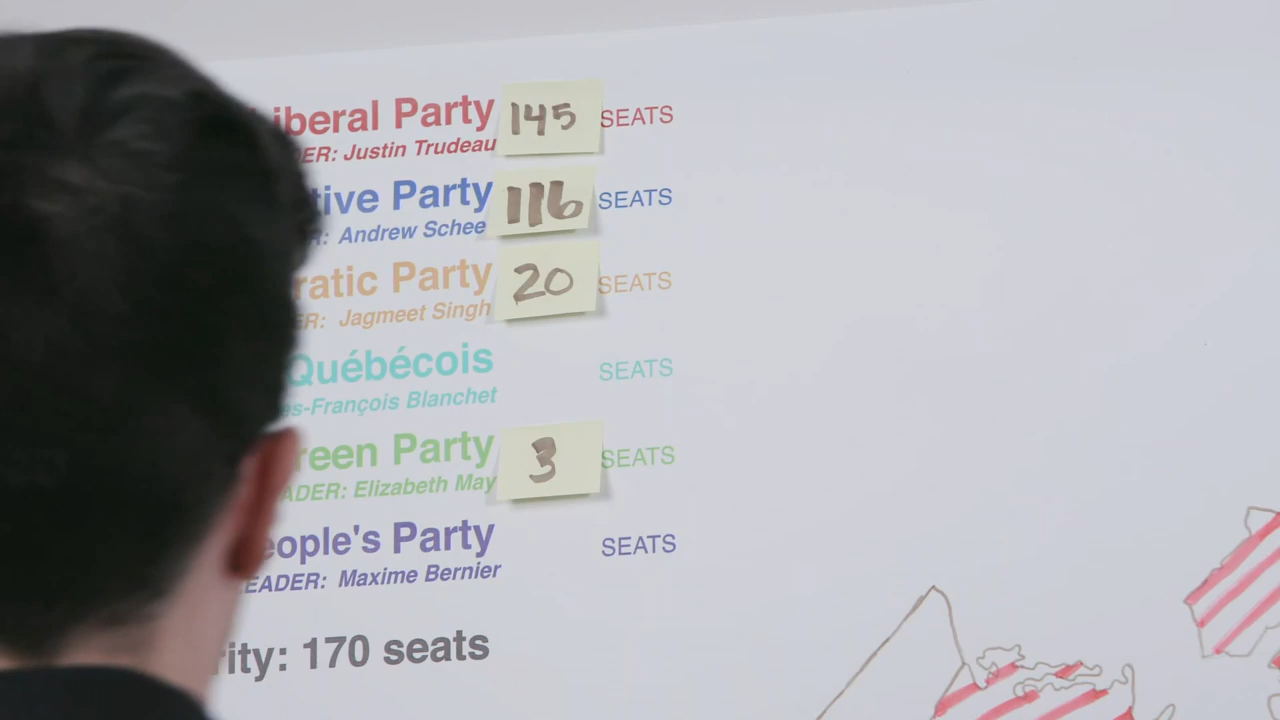 iberal Party 145 SEATS
DER: Justin Trudeau
tive Party 116 SEATS
R: Andrew Schee
ratic Party 20 SEATS
ER: Jagmeet Singh
Québécois SEATS
es-François Blanchet
reen Party 3 SEATS
ADER: Elizabeth May
eople's Party SEATS
EADER: Maxime Bernier
rity: 170 seats